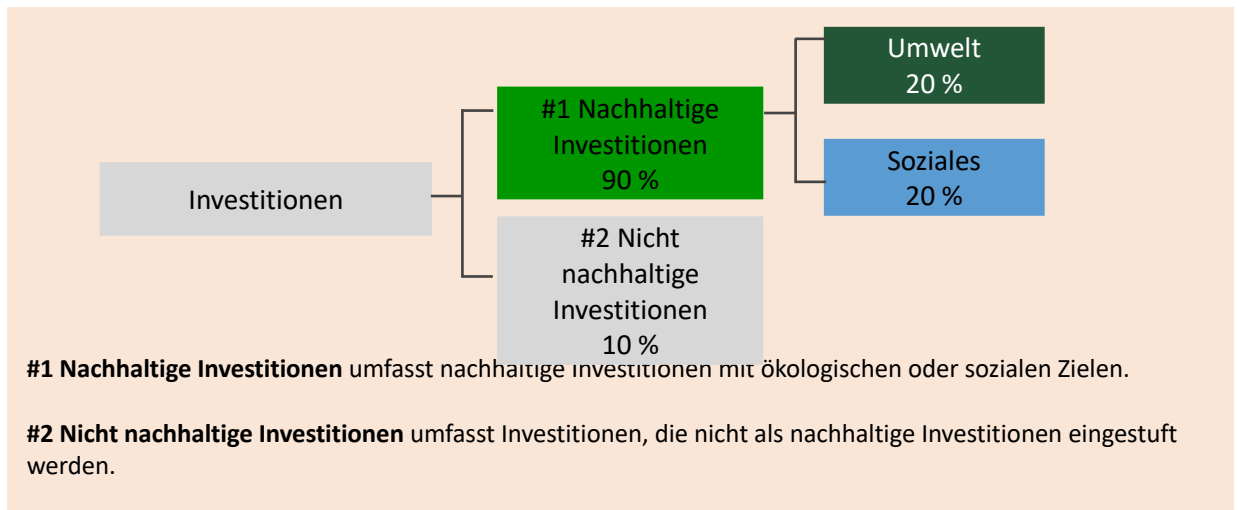 Umwelt
20 %
#1 Nachhaltige
Investitionen
90 %
Soziales
20 %
Investitionen
#2 Nicht
nachhaltige
Investitionen
10 %
#1 Nachhaltige Investitionen umfasst nachhaltige Investitionen mit ökologischen oder sozialen Zielen.
#2 Nicht nachhaltige Investitionen umfasst Investitionen, die nicht als nachhaltige Investitionen eingestuft
werden.